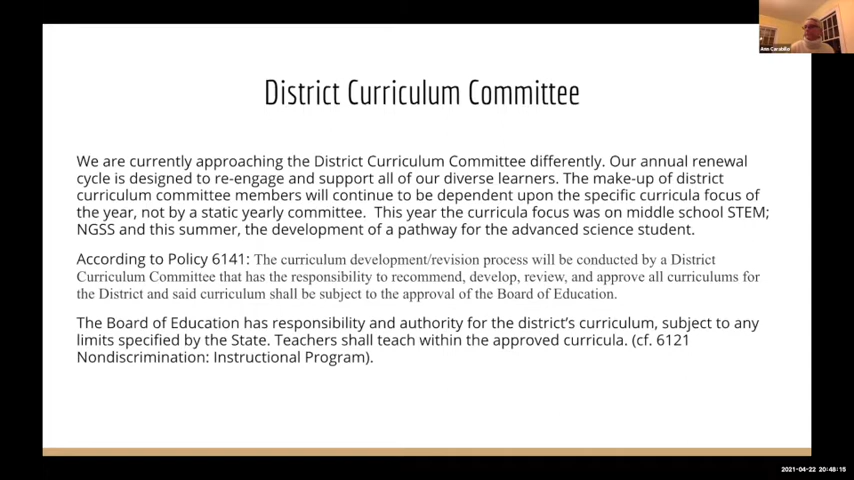 District Curriculum Committee
We are currently approaching the District Curriculum Committee differently. Our annual renewal
cycle is designed to re-engage and support all of our diverse learners. The make-up of district
curriculum committee members will continue to be dependent upon the specific curricula focus of
the year, not by a static yearly committee.  This year the curricula focus was on middle school STEM;
NGSS and this summer, the development of a pathway for the advanced science student.
According to Policy 6141: The curriculum development/revision process will be conducted by a District
Curriculum Committee that has the responsibility to recommend, develop, review, and approve all curriculums for
the District and said curriculum shall be subject to the approval of the Board of Education.
The Board of Education has responsibility and authority for the district's curriculum, subject to any
limits specified by the State. Teachers shall teach within the approved curricula. (cf. 6121
Nondiscrimination: Instructional Program).
Ann
2021-04-22 20:48:15